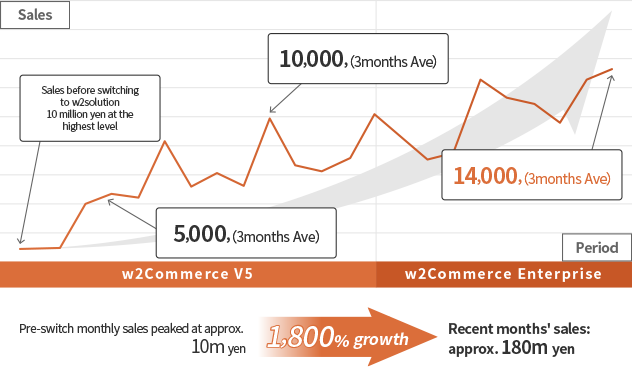 Sales
10,000, (3months Ave)
Sales before switching
to w2solution
10 million yen at the
highest level
14,000, (3months Ave)
5,000, (3months Ave)
Period
w2Commerce V5
w2Commerce Enterprise
Pre-switch monthly sales peaked at approx.
10m yen
1,800% growth
Recent months' sales:
approx. 180m yen